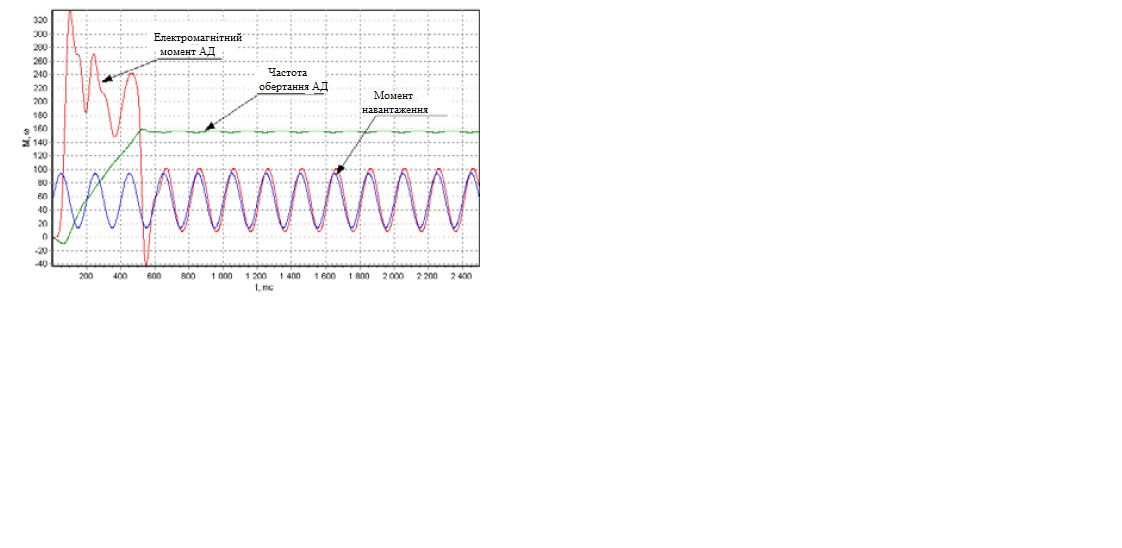 320
300
280
260
240
220
200
180
160
140
120
100
80
60
40
20
0
-20
-40
M, ω
Електромагнітний
момент АД
Частота
обертання АД
Момент
навантаження
200 400 600 800 1 000 1 200 1 400 1 600 1 800 2 000 2 200 2 400
t, mc